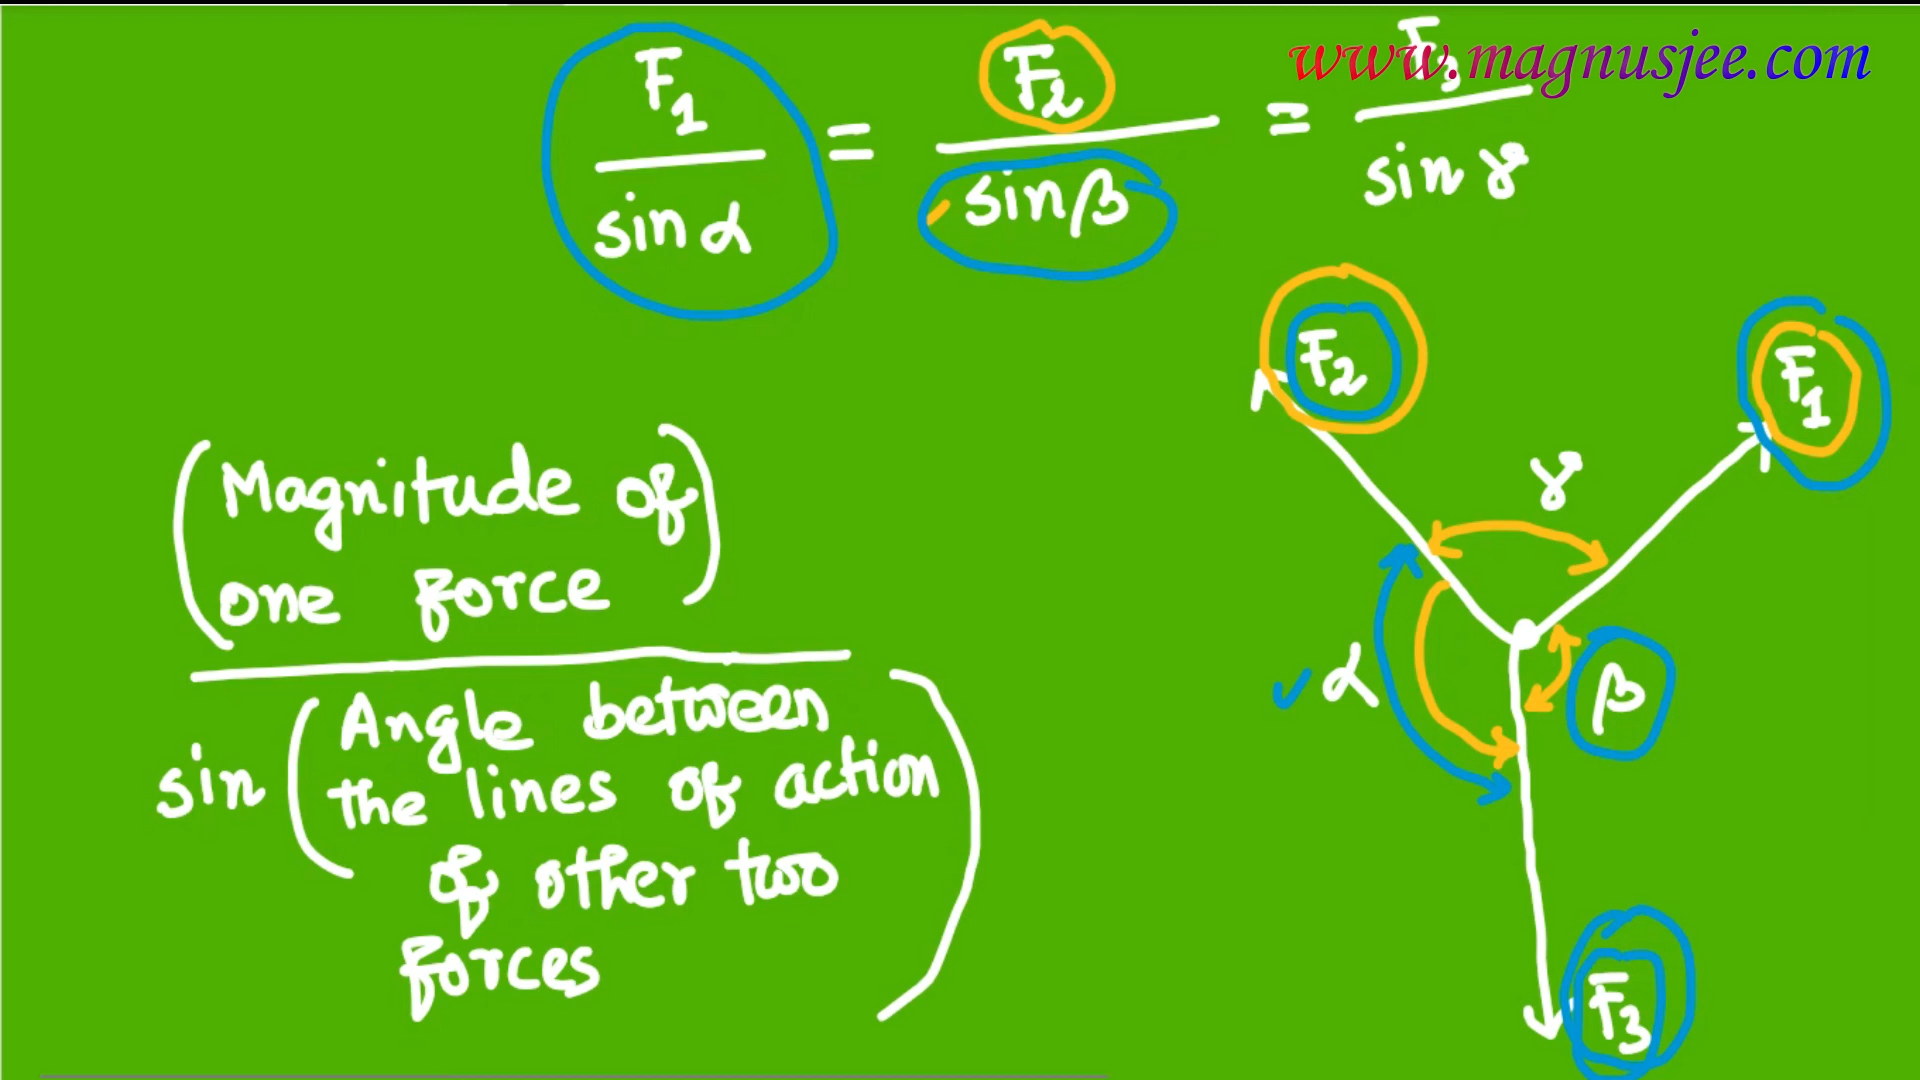 F₁ / sin α = F₂ / sin β = F₃ / sin γ
www.magnusjee.com
F₂
F₁
γ
(Magnitude of
one force)
α
β
sin (Angle between
the lines of action
of other two
forces)
F₃